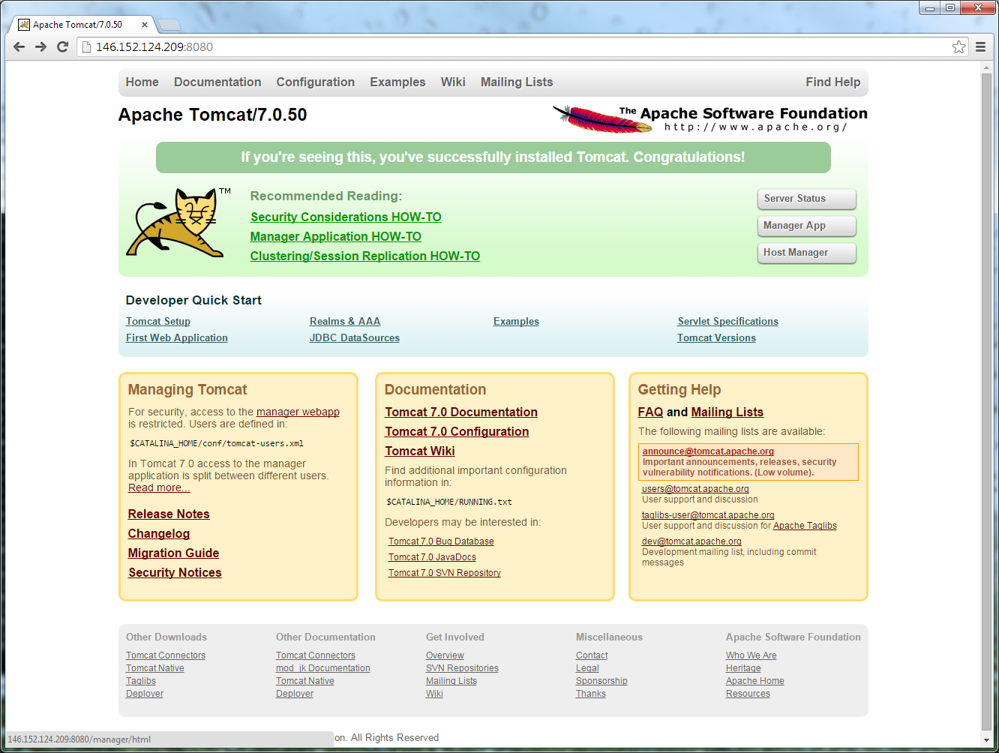 Apache Tomcat/7.0.50
146.152.124.209:8080
Home Documentation Configuration Examples Wiki Mailing Lists Find Help
Apache Tomcat/7.0.50
The Apache Software Foundation
http://www.apache.org/
If you're seeing this, you've successfully installed Tomcat. Congratulations!
TM
Recommended Reading:
Security Considerations HOW-TO
Manager Application HOW-TO
Clustering/Session Replication HOW-TO
Server Status
Manager App
Host Manager
Developer Quick Start
Tomcat Setup
First Web Application
Realms & AAA
JDBC DataSources
Examples
Servlet Specifications
Tomcat Versions
Managing Tomcat
For security, access to the manager webapp
is restricted. Users are defined in:
$CATALINA_HOME/conf/tomcat-users.xml
In Tomcat 7.0 access to the manager
application is split between different users.
Read more...
Release Notes
Changelog
Migration Guide
Security Notices
Documentation
Tomcat 7.0 Documentation
Tomcat 7.0 Configuration
Tomcat Wiki
Find additional important configuration
information in:
$CATALINA_HOME/RUNNING.txt
Developers may be interested in:
Tomcat 7.0 Bug Database
Tomcat 7.0 JavaDocs
Tomcat 7.0 SVN Repository
Getting Help
FAQ and Mailing Lists
The following mailing lists are available:
announce@tomcat.apache.org
Important announcements, releases, security
vulnerability notifications. (Low volume).
users@tomcat.apache.org
User support and discussion
taglibs-user@tomcat.apache.org
User support and discussion for Apache Taglibs
dev@tomcat.apache.org
Development mailing list, including commit
messages
Other Downloads
Tomcat Connectors
Tomcat Native
Taglibs
Deployer
Other Documentation
Tomcat Connectors
mod_jk Documentation
Tomcat Native
Deployer
Get Involved
Overview
SVN Repositories
Mailing Lists
Wiki
Miscellaneous
Contact
Legal
Sponsorship
Thanks
Apache Software Foundation
Who We Are
Heritage
Apache Home
Resources
146.152.124.209:8080/manager/html
on. All Rights Reserved